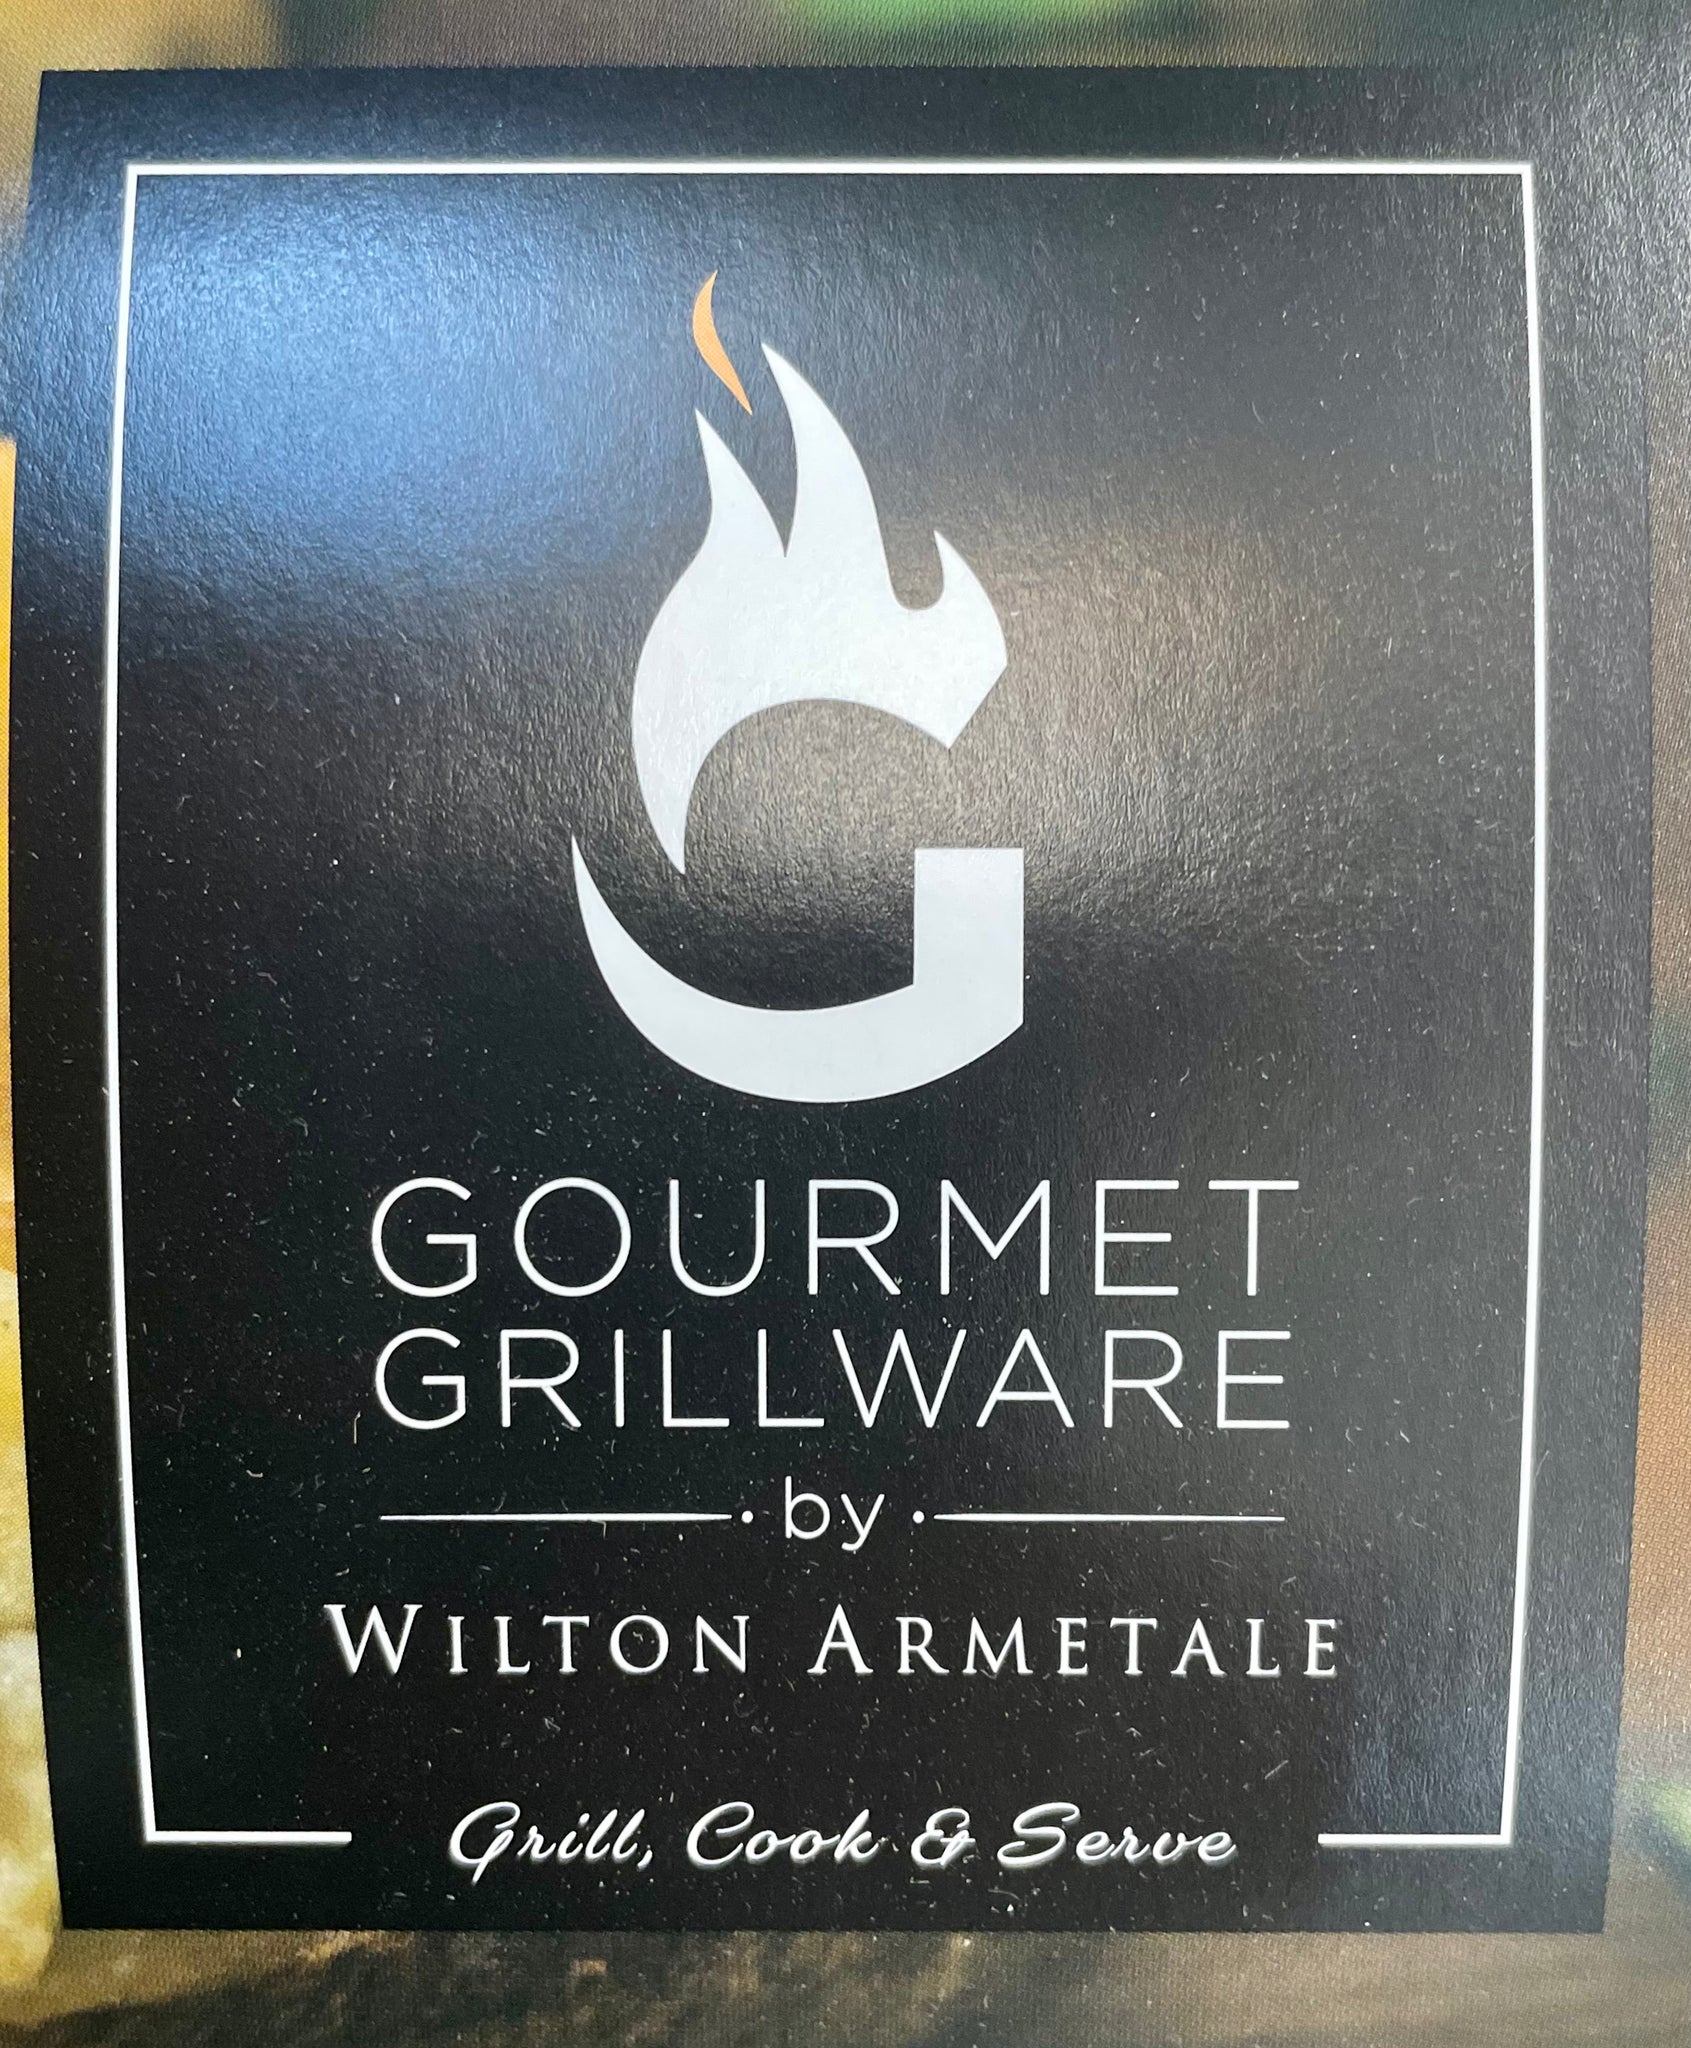 G
GOURMET
GRILLWARE
· by ·
WILTON ARMETALE
Grill, Cook & Serve